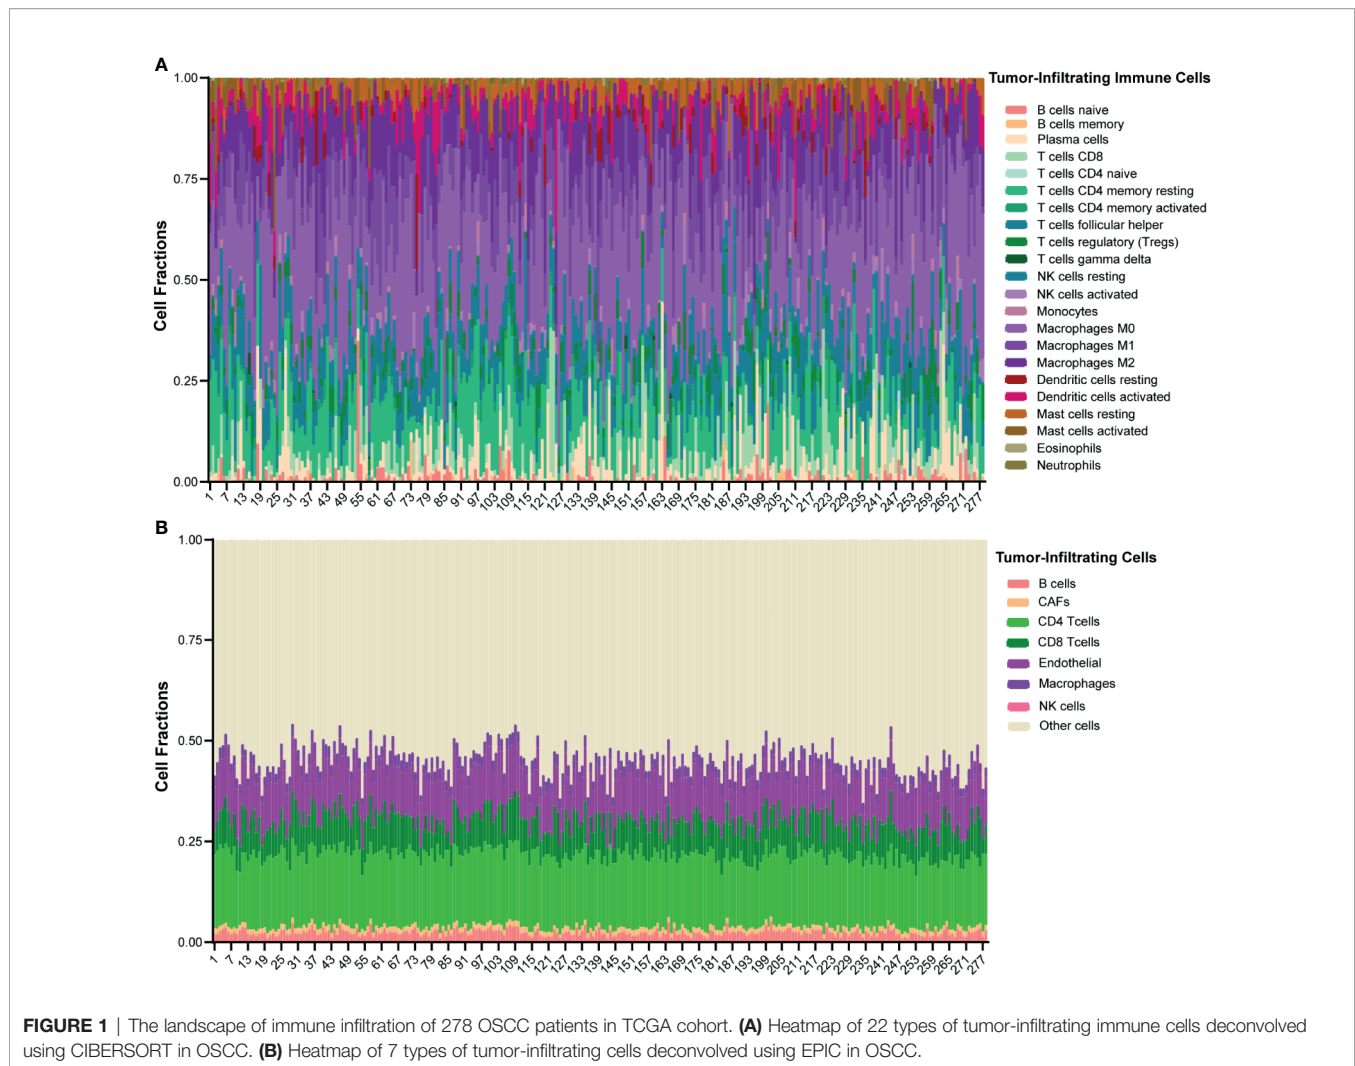 A
Tumor-Infiltrating Immune Cells
Cell Fractions
1.00
0.75
0.50
0.25
0.00
1 7 13 19 25 31 37 43 49 55 61 67 73 79 85 91 97 103 109 115 121 127 133 139 145 151 157 163 169 175 181 187 193 199 205 211 217 223 229 235 241 247 253 259 265 271 277
B cells naive
B cells memory
Plasma cells
T cells CD8
T cells CD4 naive
T cells CD4 memory resting
T cells CD4 memory activated
T cells follicular helper
T cells regulatory (Tregs)
T cells gamma delta
NK cells resting
NK cells activated
Monocytes
Macrophages M0
Macrophages M1
Macrophages M2
Dendritic cells resting
Dendritic cells activated
Mast cells resting
Mast cells activated
Eosinophils
Neutrophils
B
Tumor-Infiltrating Cells
Cell Fractions
1.00
0.75
0.50
0.25
0.00
1 7 13 19 25 31 37 43 49 55 61 67 73 79 85 91 97 103 109 115 121 127 133 139 145 151 157 163 169 175 181 187 193 199 205 211 217 223 229 235 241 247 253 259 265 271 277
B cells
CAFs
CD4 Tcells
CD8 Tcells
Endothelial
Macrophages
NK cells
Other cells
FIGURE 1 | The landscape of immune infiltration of 278 OSCC patients in TCGA cohort. (A) Heatmap of 22 types of tumor-infiltrating immune cells deconvolved
using CIBERSORT in OSCC. (B) Heatmap of 7 types of tumor-infiltrating cells deconvolved using EPIC in OSCC.